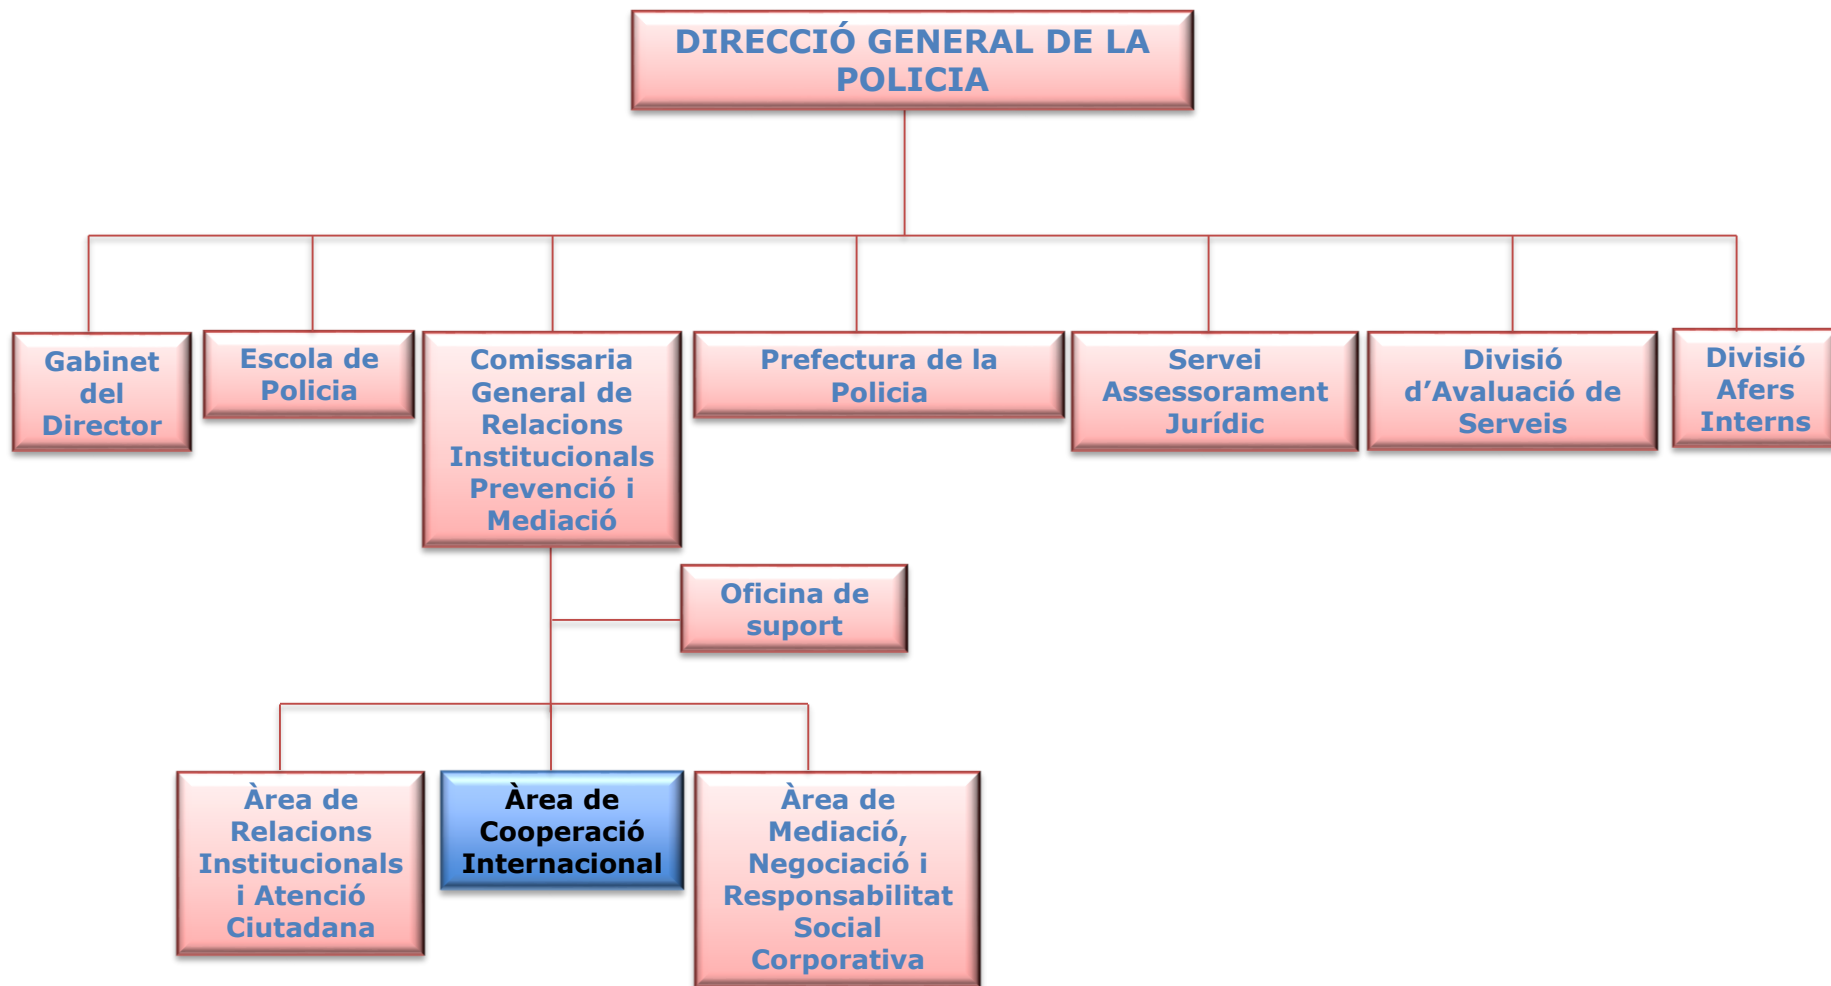 DIRECCIÓ GENERAL DE LA
POLICIA
Gabinet
del
Director
Escola de
Policia
Comissaria
General de
Relacions
Institucionals
Prevenció i
Mediació
Prefectura de la
Policia
Servei
Assessorament
Jurídic
Divisió
d’Avaluació de
Serveis
Divisió
Afers
Interns
Oficina de
suport
Àrea de
Relacions
Institucionals
i Atenció
Ciutadana
Àrea de
Cooperació
Internacional
Àrea de
Mediació,
Negociació i
Responsabilitat
Social
Corporativa